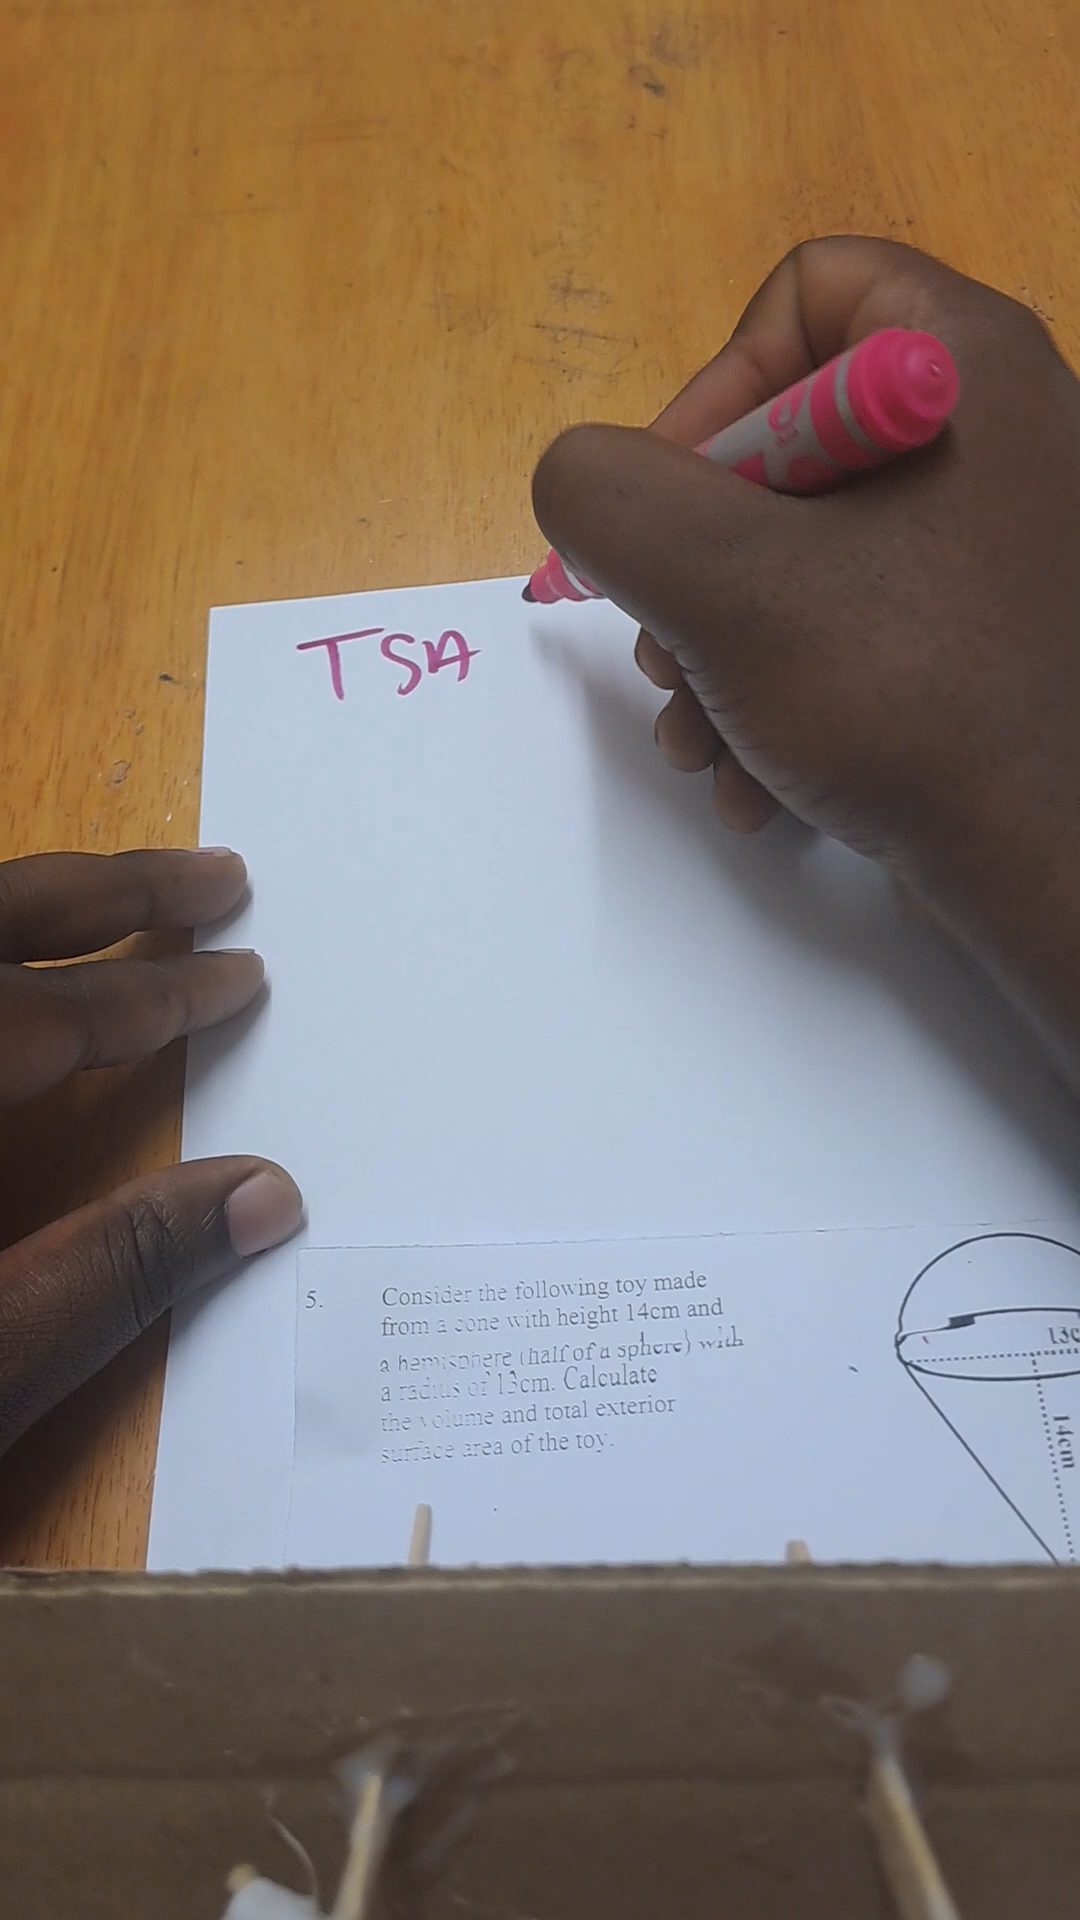 TSA
5. Consider the following toy made
from a cone with height 14cm and
a hemisphere (half of a sphere) with
a radius of 13cm. Calculate
the volume and total exterior
surface area of the toy.
13c
14cm